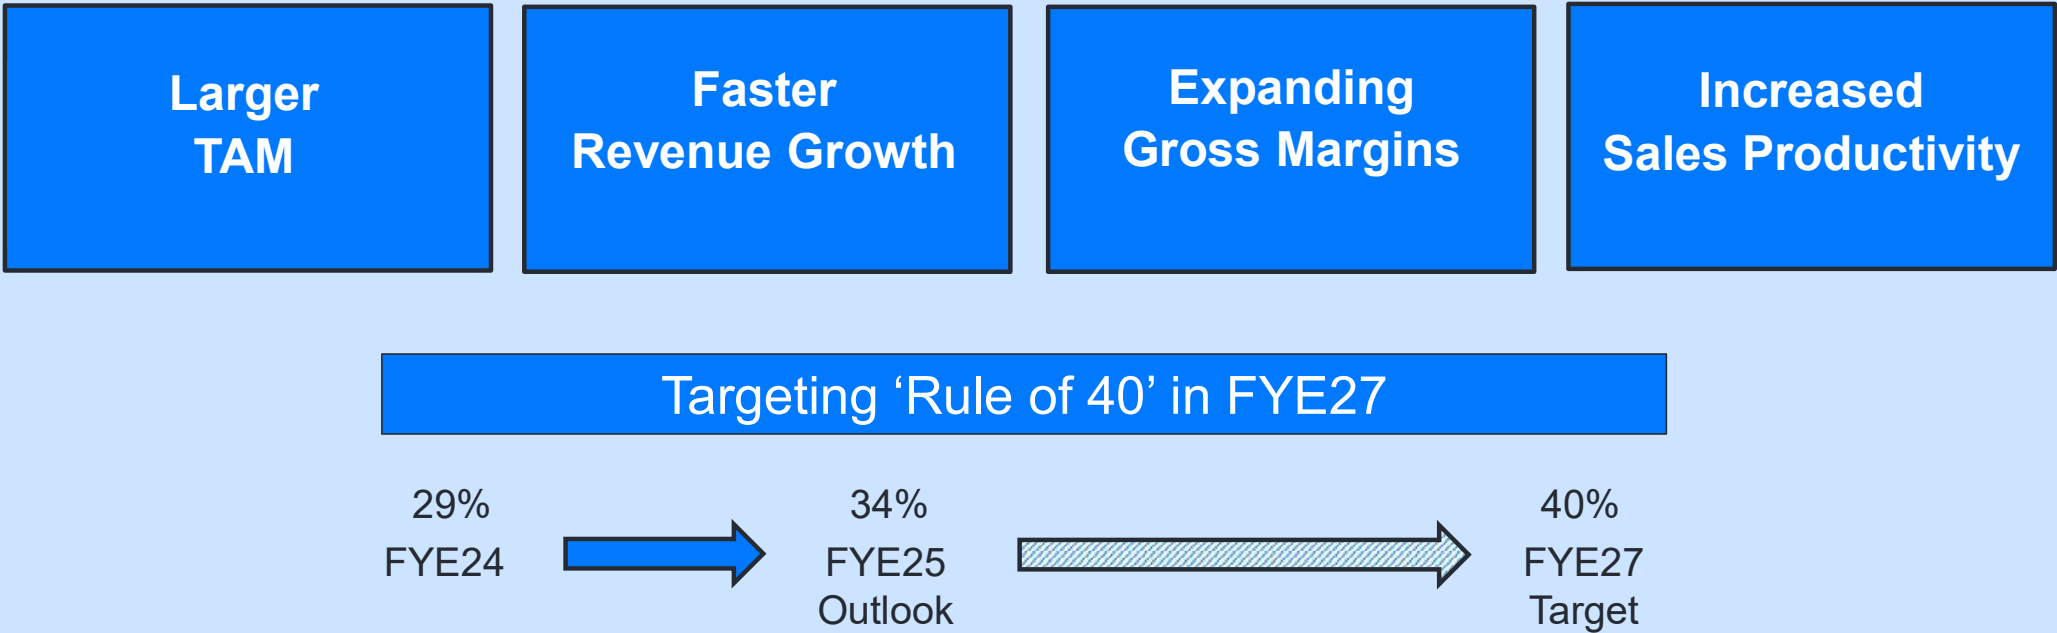 Larger
TAM
Faster
Revenue Growth
Expanding
Gross Margins
Increased
Sales Productivity
Targeting ‘Rule of 40’ in FYE27
29%
FYE24
34%
FYE25
Outlook
40%
FYE27
Target